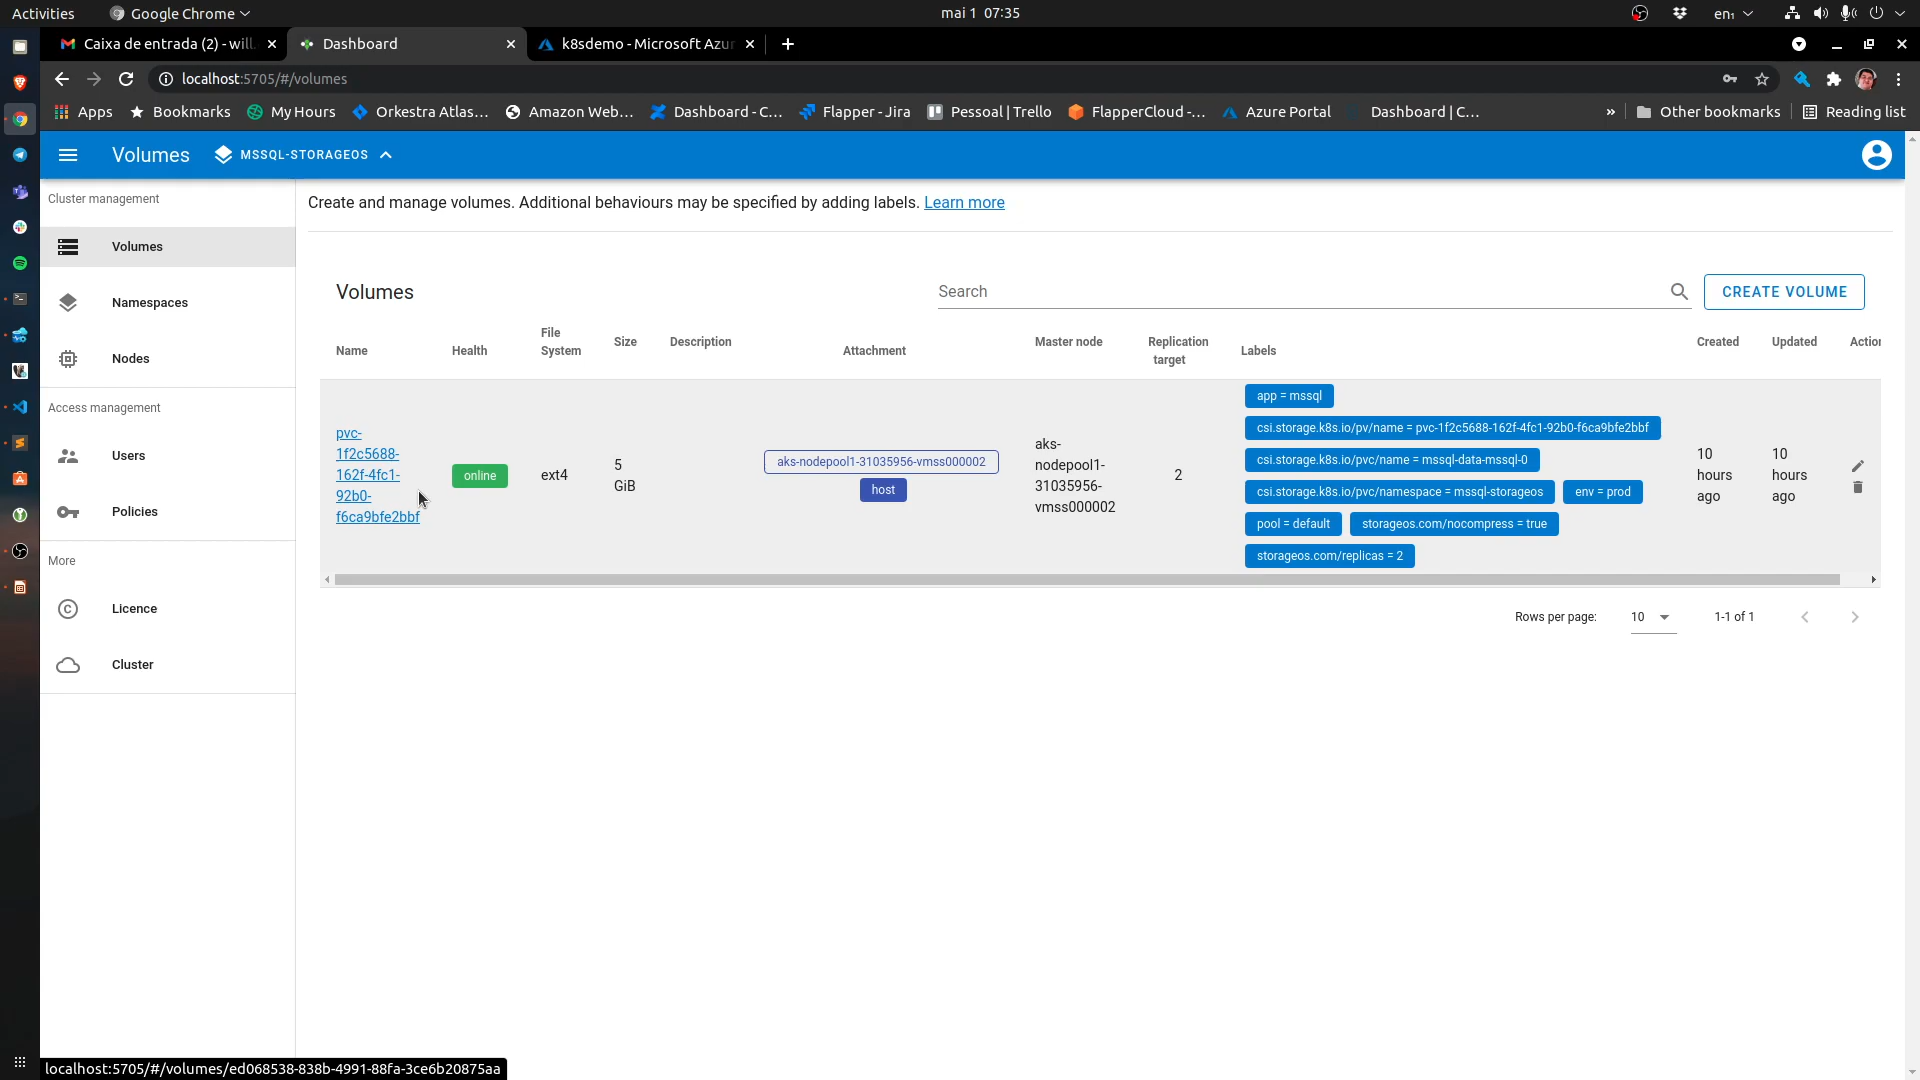 Activities
Google Chrome
mai 1 07:35
en₁
Caixa de entrada (2) - will.
Dashboard
k8sdemo - Microsoft Azur
localhost:5705/#/volumes
Apps
Bookmarks
My Hours
Orkestra Atlas...
Amazon Web...
Dashboard - C...
Flapper - Jira
Pessoal | Trello
FlapperCloud -...
Azure Portal
Dashboard | C...
»
Other bookmarks
Reading list
Volumes
MSSQL-STORAGEOS
Cluster management
Volumes
Namespaces
Nodes
Access management
Users
Policies
More
Licence
Cluster
Create and manage volumes. Additional behaviours may be specified by adding labels. Learn more
Volumes
Search
CREATE VOLUME
Name
Health
File
System
Size
Description
Attachment
Master node
Replication
target
Labels
Created
Updated
Action
pvc-
1f2c5688-
162f-4fc1-
92b0-
f6ca9bfe2bbf
online
ext4
5
GiB
aks-nodepool1-31035956-vmss000002
host
aks-
nodepool1-
31035956-
vmss000002
2
app = mssql
csi.storage.k8s.io/pv/name = pvc-1f2c5688-162f-4fc1-92b0-f6ca9bfe2bbf
csi.storage.k8s.io/pvc/name = mssql-data-mssql-0
csi.storage.k8s.io/pvc/namespace = mssql-storageos
env = prod
pool = default
storageos.com/nocompress = true
storageos.com/replicas = 2
10
hours
ago
10
hours
ago
Rows per page:
10
1-1 of 1
localhost:5705/#/volumes/ed068538-838b-4991-88fa-3ce6b20875aa